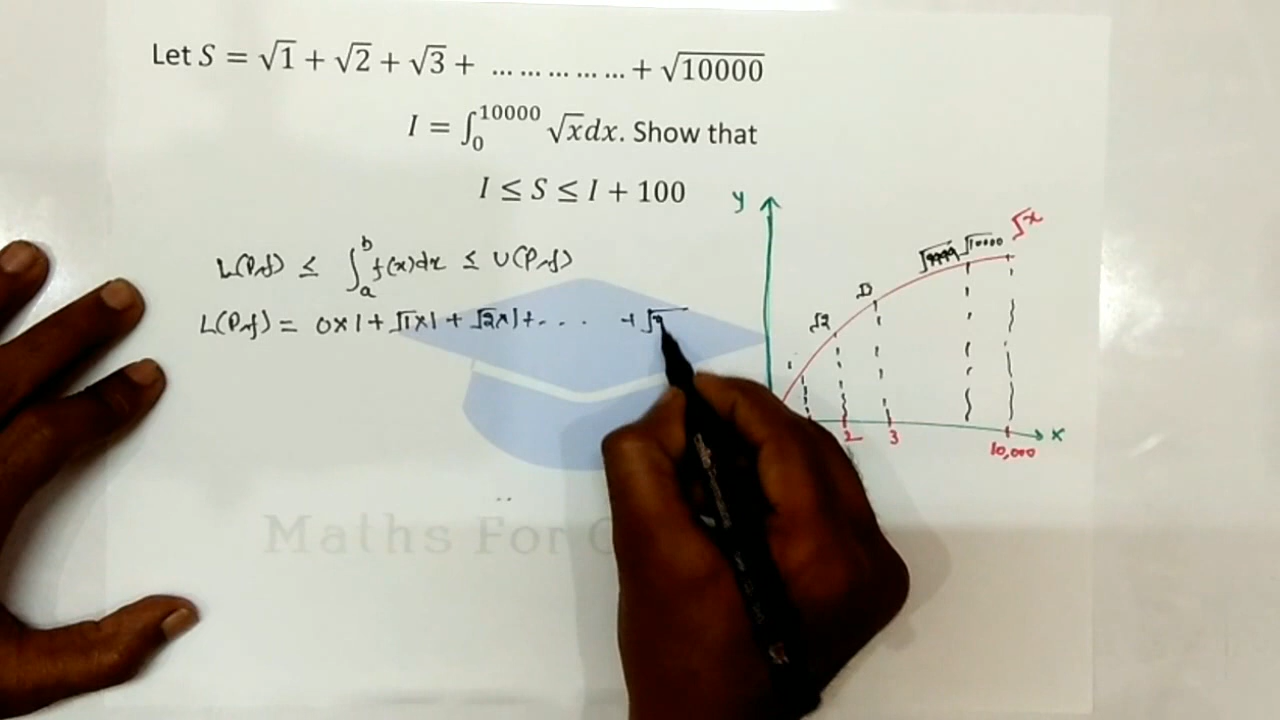 Let S = √1 + √2 + √3 + ……………… + √10000
I = ∫₀¹⁰⁰⁰⁰ √x dx. Show that
I ≤ S ≤ I + 100
L(P,f) ≤ ∫ₐᵇ f(x)dx ≤ U(P,f)
L(P,f) = 0×1 + √1×1 + √2×1 + . . . + √
y
√x
√9999 √10000
√3
√2
2 3 10,000 x
Maths For